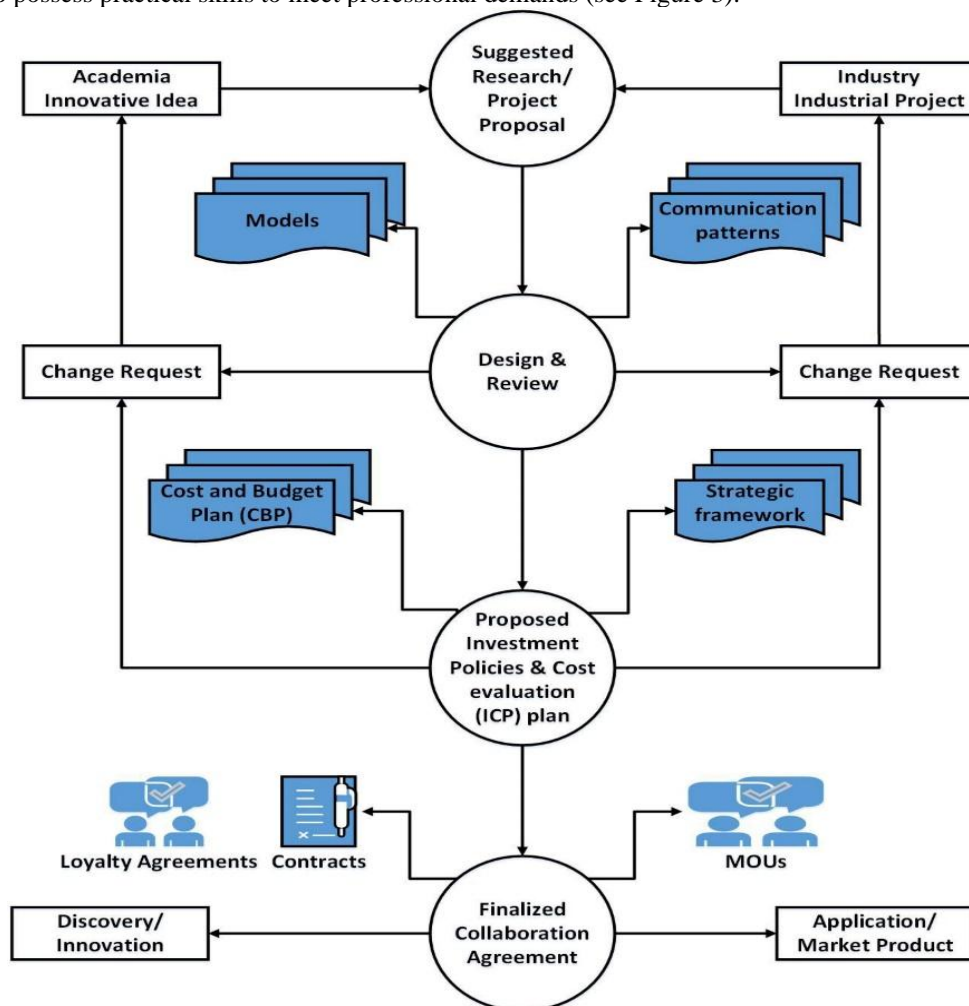 possess practical skills to meet professional demands (see Figure 3).
Suggested
Research/
Project
Proposal
Academia
Innovative Idea
Industry
Industrial Project
Models
Communication
patterns
Design &
Review
Change Request
Change Request
Cost and Budget
Plan (CBP)
Strategic
framework
Proposed
Investment
Policies & Cost
evaluation
(ICP) plan
Loyalty Agreements
Contracts
MOUs
Finalized
Collaboration
Agreement
Discovery/
Innovation
Application/
Market Product